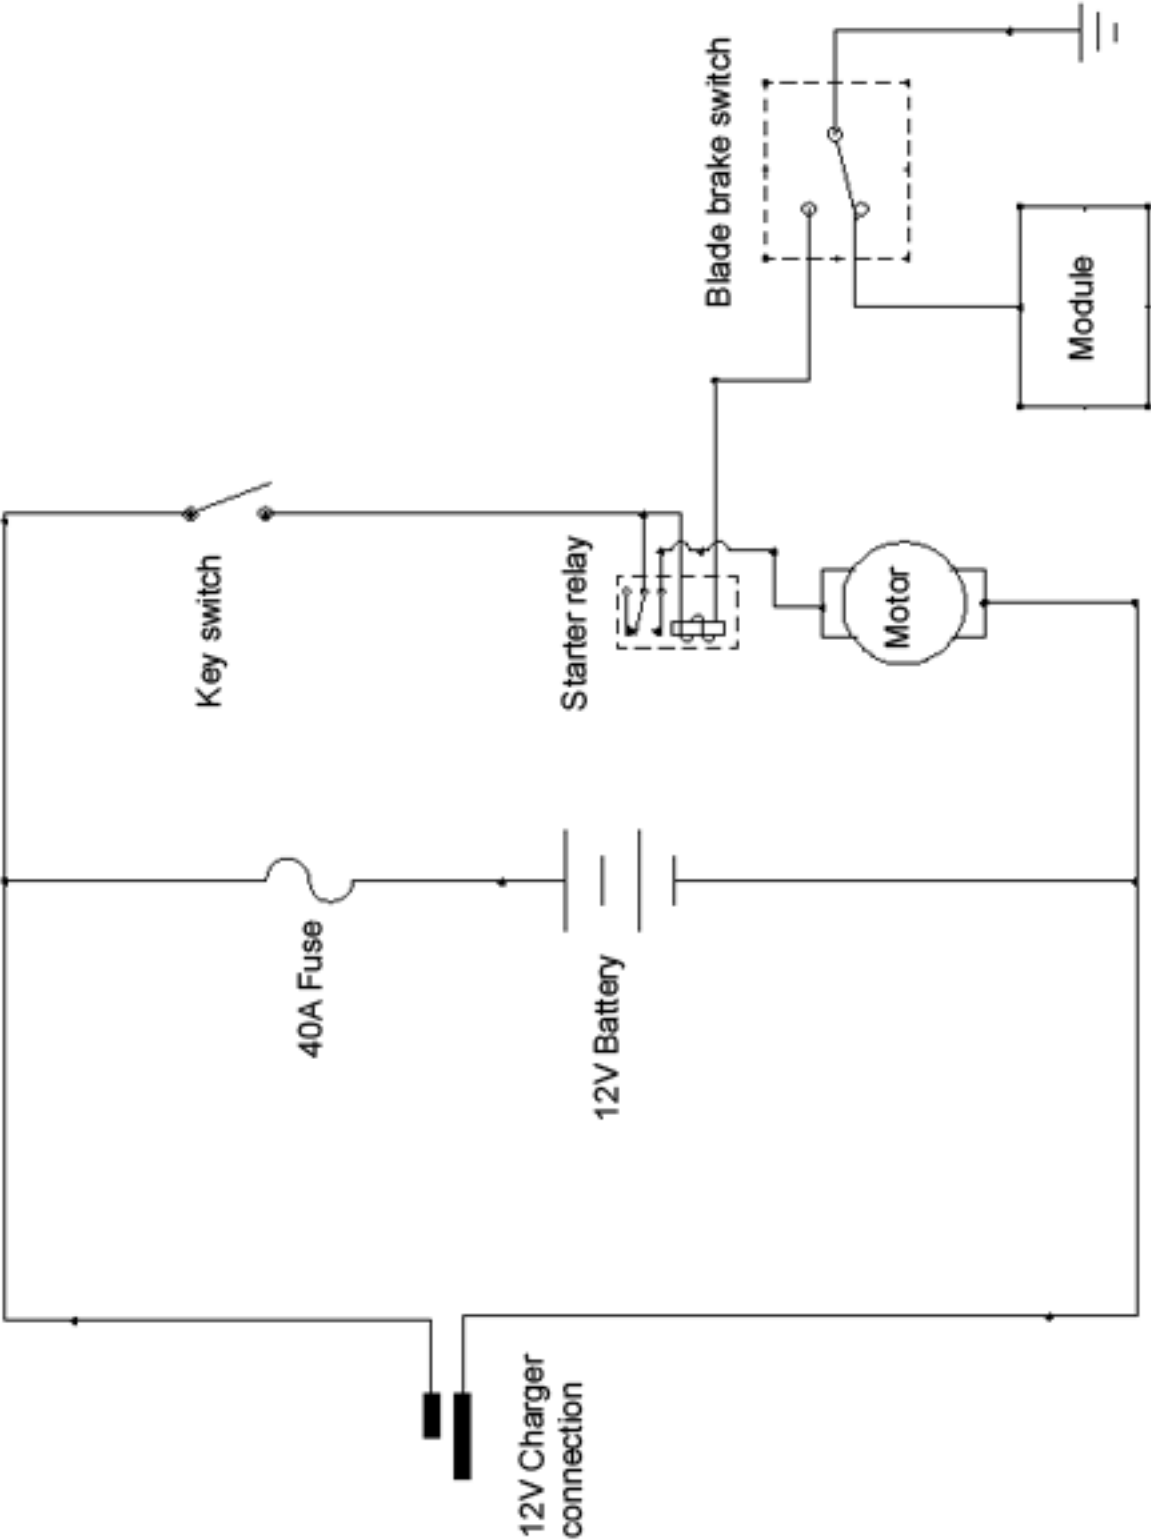 12V Charger
connection
40A Fuse
12V Battery
Key switch
Starter relay
Motor
Blade brake switch
Module